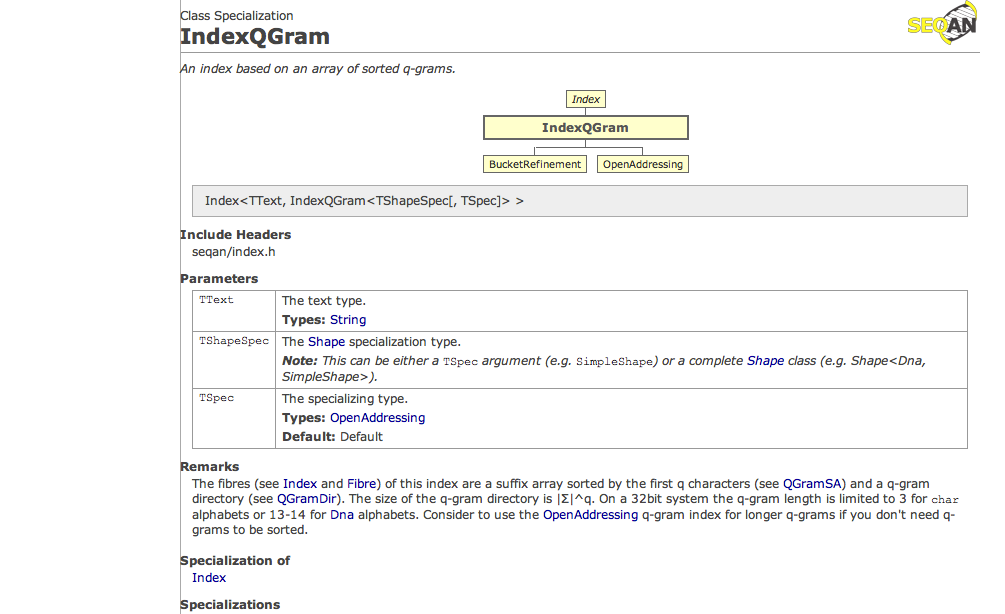 Class Specialization
IndexQGram
SEQAN
An index based on an array of sorted q-grams.
Index
IndexQGram
BucketRefinement
OpenAddressing
Index<TText, IndexQGram<TShapeSpec[, TSpec]> >
Include Headers
seqan/index.h
Parameters
TText
The text type.
Types: String
TShapeSpec
The Shape specialization type.
Note: This can be either a TSpec argument (e.g. SimpleShape) or a complete Shape class (e.g. Shape<Dna,
SimpleShape>).
TSpec
The specializing type.
Types: OpenAddressing
Default: Default
Remarks
The fibres (see Index and Fibre) of this index are a suffix array sorted by the first q characters (see QGramSA) and a q-gram
directory (see QGramDir). The size of the q-gram directory is |Σ|^q. On a 32bit system the q-gram length is limited to 3 for char
alphabets or 13-14 for Dna alphabets. Consider to use the OpenAddressing q-gram index for longer q-grams if you don't need q-
grams to be sorted.
Specialization of
Index
Specializations